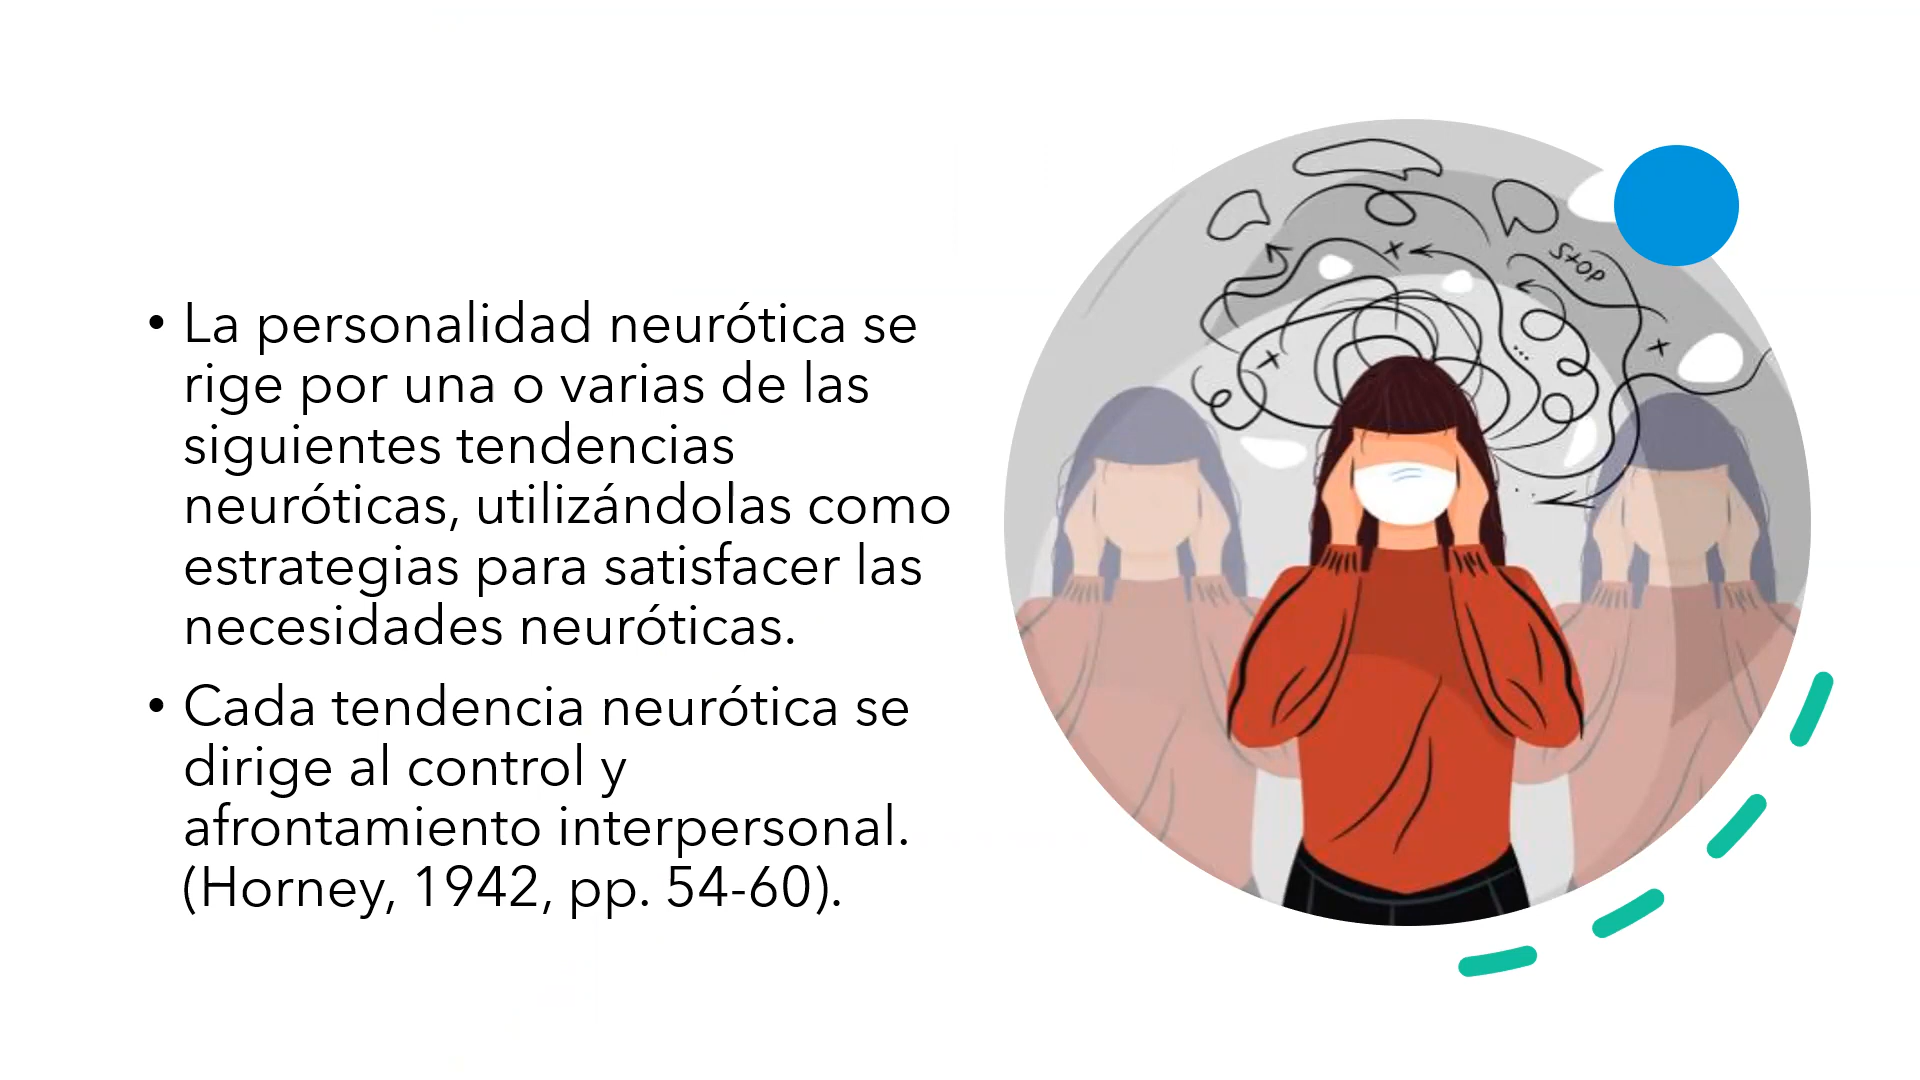 • La personalidad neurótica se
rige por una o varias de las
siguientes tendencias
neuróticas, utilizándolas como
estrategias para satisfacer las
necesidades neuróticas.
• Cada tendencia neurótica se
dirige al control y
afrontamiento interpersonal.
(Horney, 1942, pp. 54-60).
STOP